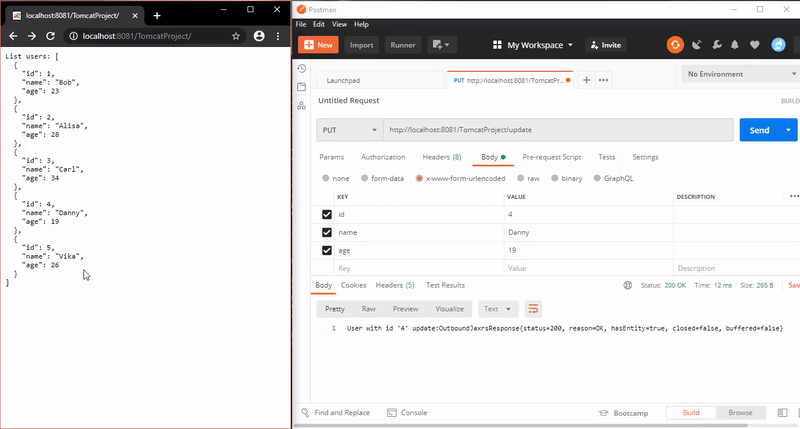 localhost:8081/TomcatProject/
localhost:8081/TomcatProject/
List users: [
{
"id": 1,
"name": "Bob",
"age": 23
},
{
"id": 2,
"name": "Alisa",
"age": 28
},
{
"id": 3,
"name": "Carl",
"age": 34
},
{
"id": 4,
"name": "Danny",
"age": 19
},
{
"id": 5,
"name": "Vika",
"age": 26
}
]
Postman
File Edit View Help
New Import Runner My Workspace Invite
Launchpad PUT http://localhost:8081/TomcatPr... No Environment
Untitled Request BUILD
PUT http://localhost:8081/TomcatProject/update Send
Params Authorization Headers (8) Body Pre-request Script Tests Settings
none form-data x-www-form-urlencoded raw binary GraphQL
KEY VALUE DESCRIPTION
id 4
name Danny
age 19
Key Value Description
Body Cookies Headers (5) Test Results Status: 200 OK Time: 12 ms Size: 265 B Sav
Pretty Raw Preview Visualize Text
1 User with id '4' update:OutboundJaxrsResponse{status=200, reason=OK, hasEntity=true, closed=false, buffered=false}
Find and Replace Console Bootcamp Build Browse